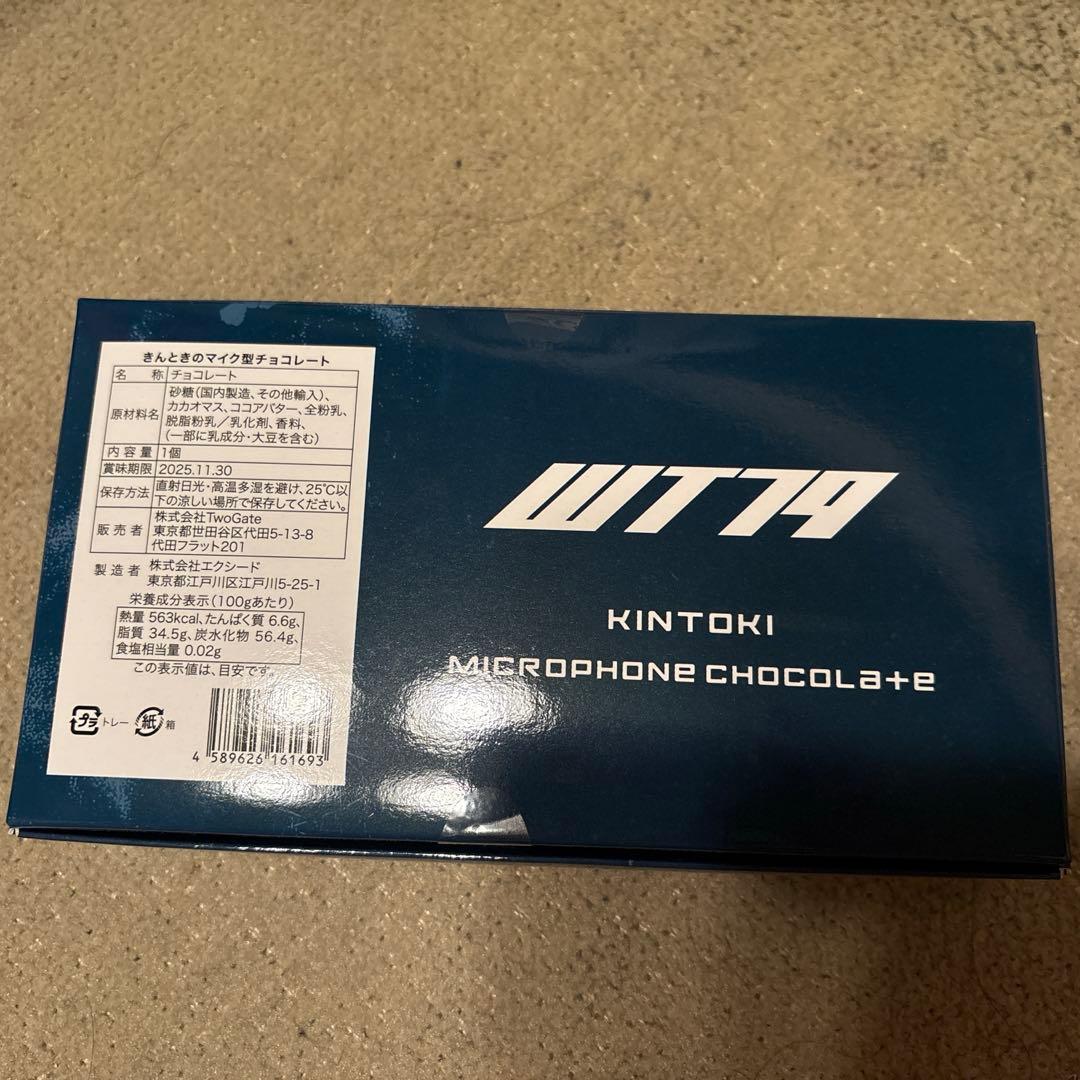 きんときのマイク型チョコレート
名 称 チョコレート
原材料名 砂糖(国内製造、その他輸入)、
カカオマス、ココアバター、全粉乳、
脱脂粉乳/乳化剤、香料、
(一部に乳成分・大豆を含む)
内容量 1個
賞味期限 2025.11.30
保存方法 直射日光・高温多湿を避け、25℃以
下の涼しい場所で保存してください。
販売者 株式会社TwoGate
東京都世田谷区代田5-13-8
代田フラット201
製造者 株式会社エクシード
東京都江戸川区江戸川5-25-1
栄養成分表示(100gあたり)
熱量 563kcal、たんぱく質 6.6g、
脂質 34.5g、炭水化物 56.4g、
食塩相当量 0.02g
この表示値は、目安です。
プラ トレー 紙 箱
4 589626 161693
WT79
KINTOKI
MICROPHONE CHOCOLATE